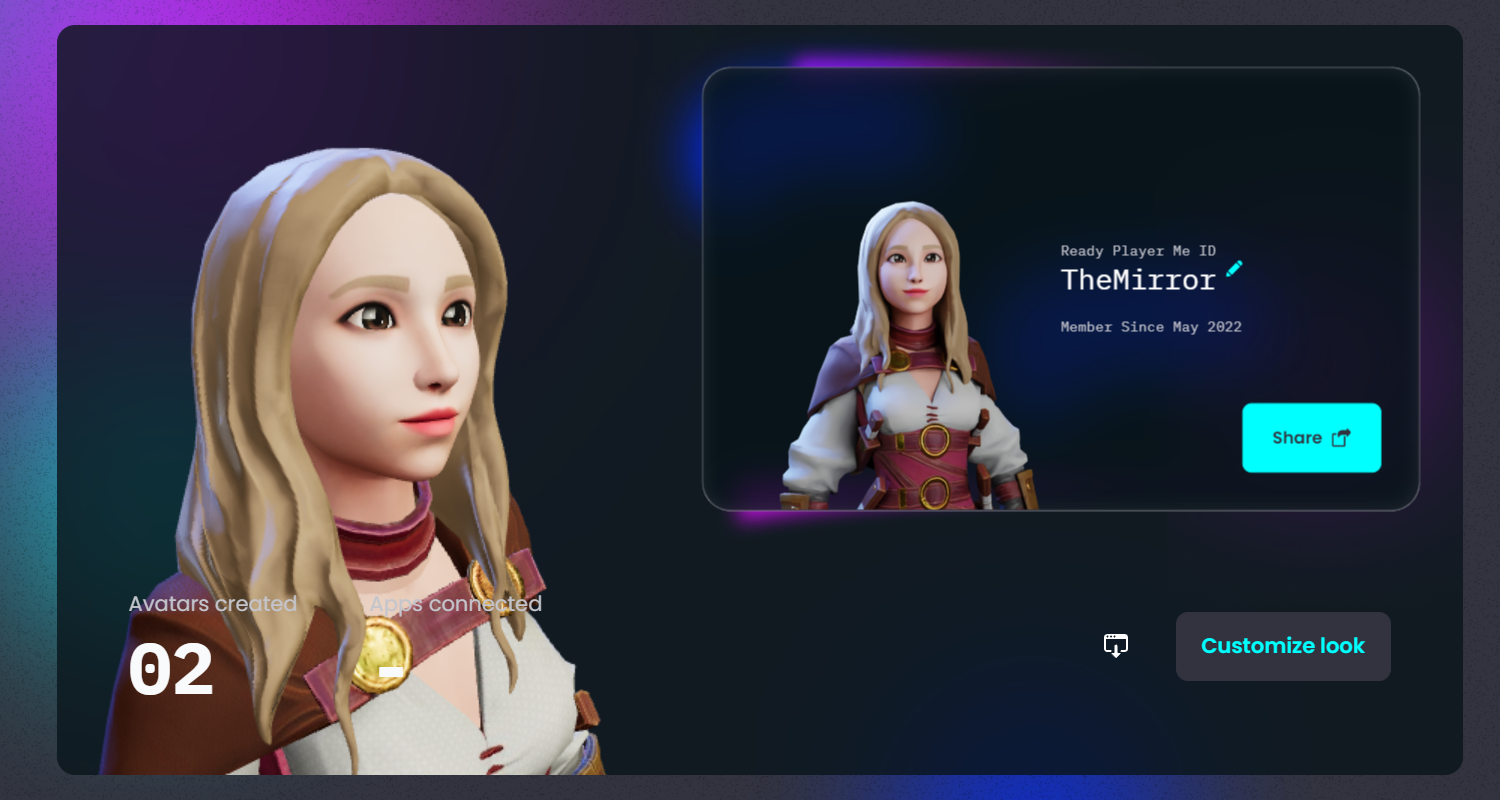 Ready Player Me ID
TheMirror
Member Since May 2022
Share
Avatars created
Apps connected
02
-
Customize look